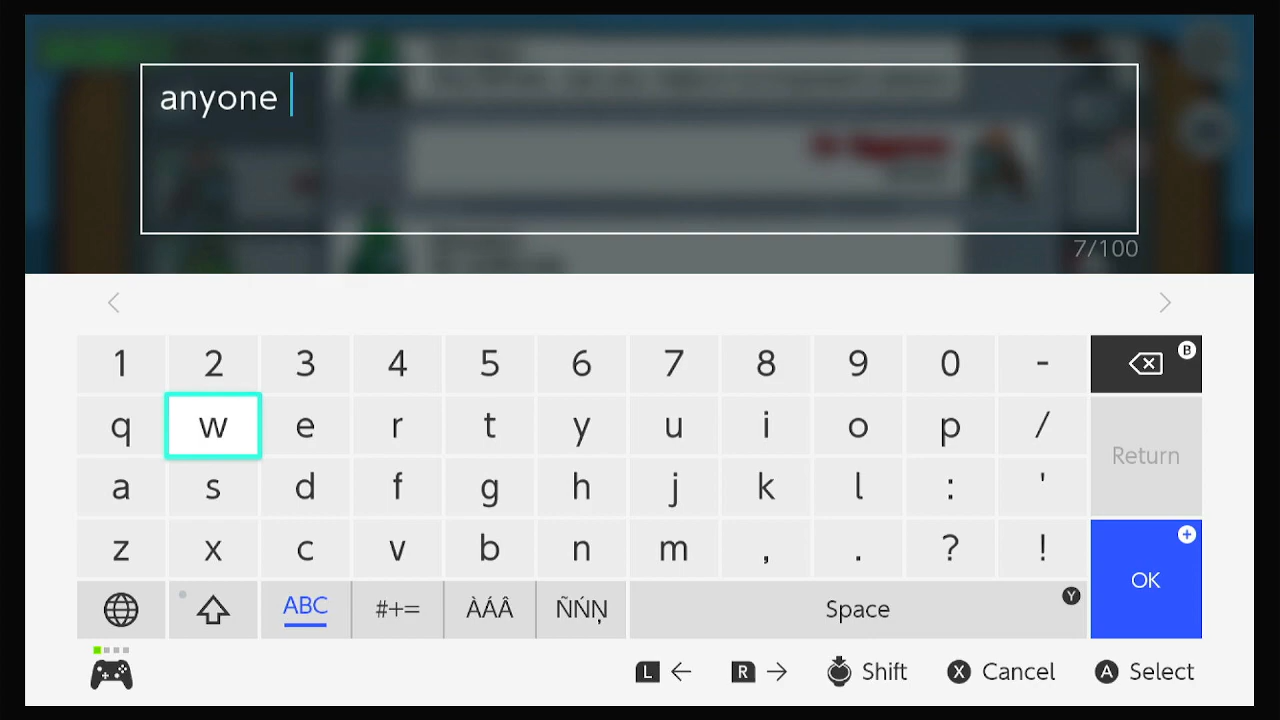 anyone
7/100
1 2 3 4 5 6 7 8 9 0 - B
q w e r t y u i o p / Return
a s d f g h j k l : '
z x c v b n m , . ? ! + OK
ABC #+= ÀÁÂ ÑŃŅ Space Y
L ← R → Shift X Cancel A Select